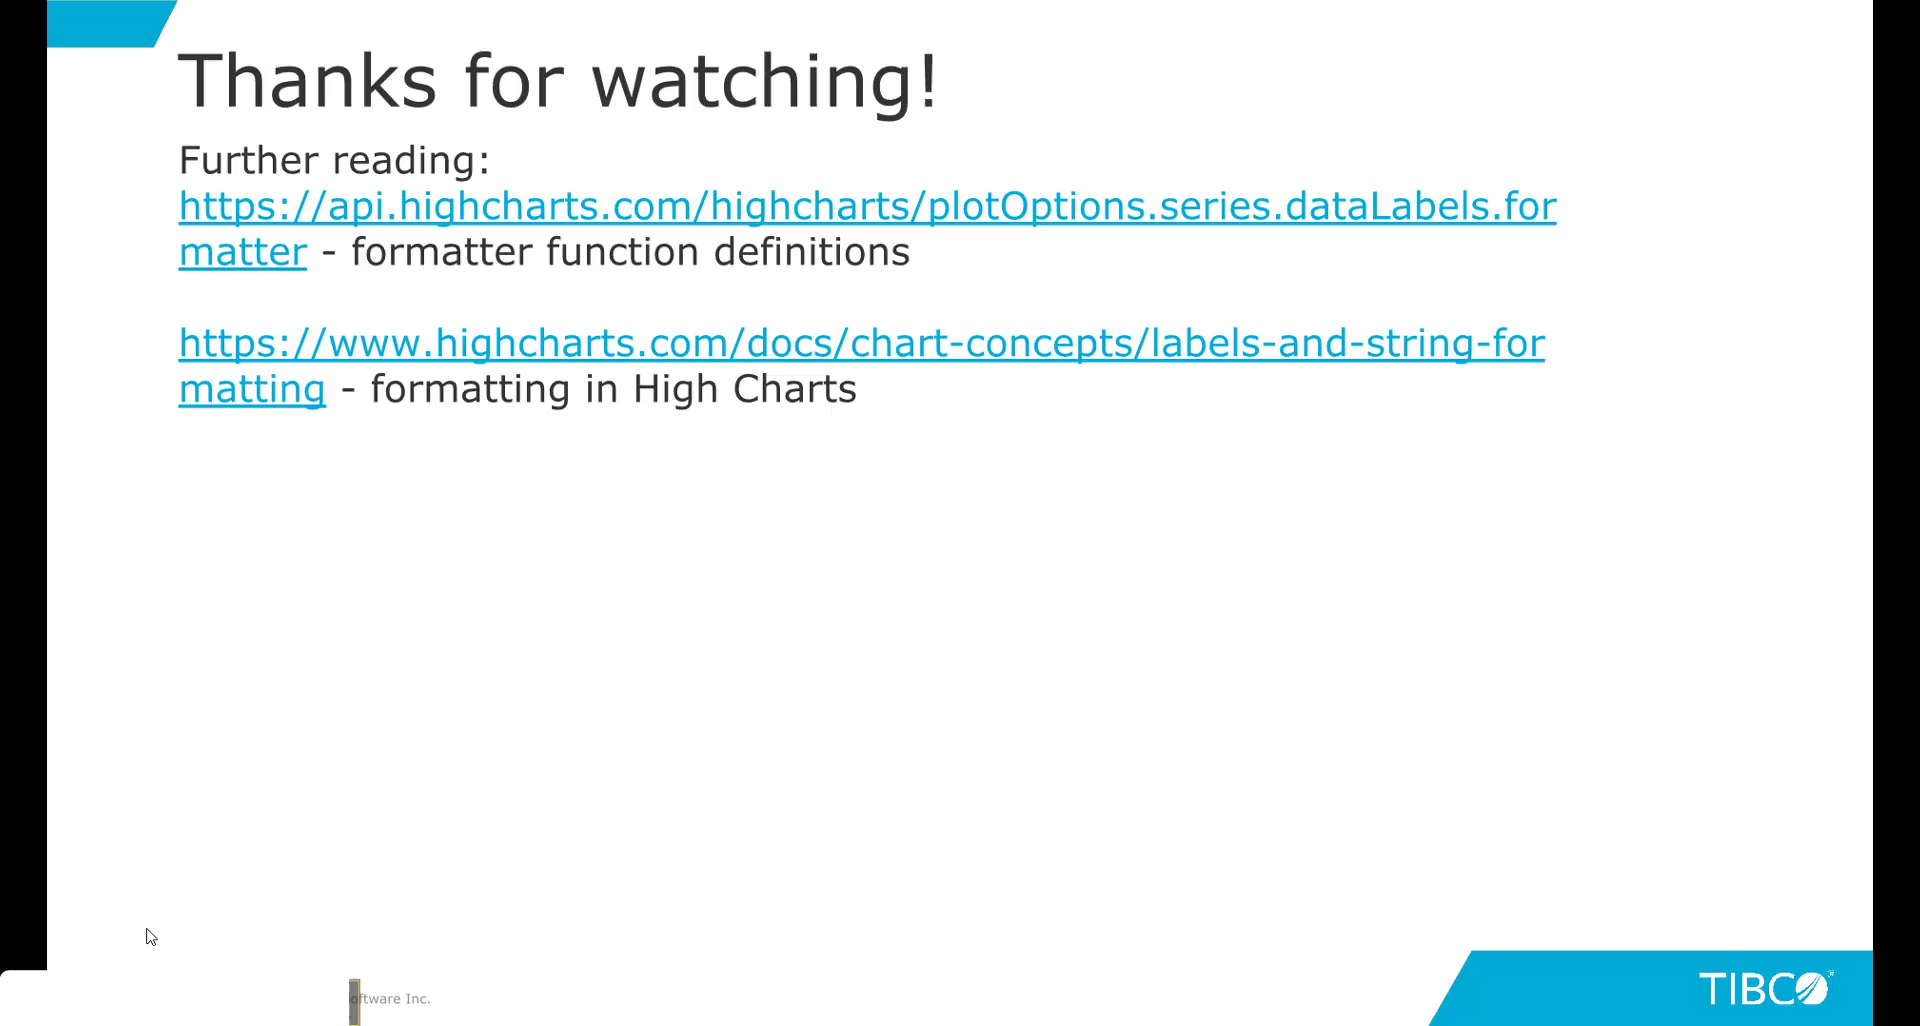 Thanks for watching!
Further reading:
https://api.highcharts.com/highcharts/plotOptions.series.dataLabels.for
matter - formatter function definitions
https://www.highcharts.com/docs/chart-concepts/labels-and-string-for
matting - formatting in High Charts
oftware Inc.
TIBCO